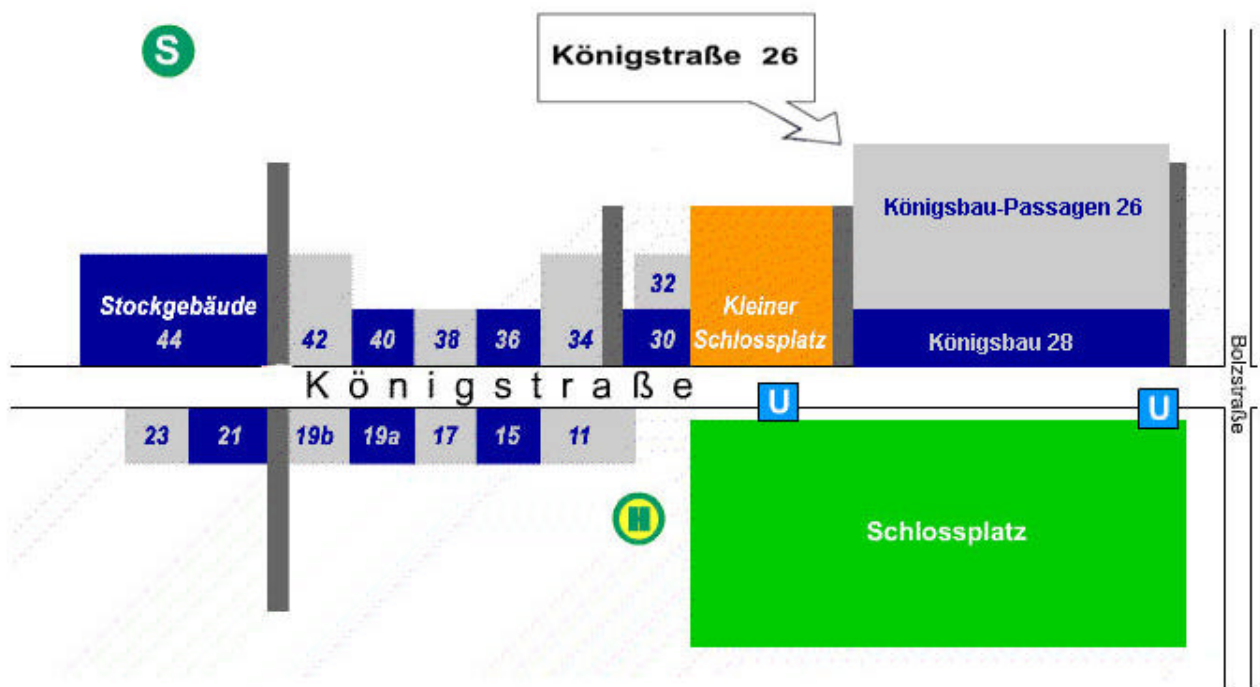 S
Königstraße 26
Königsbau-Passagen 26
32
Stockgebäude
44
42
40
38
36
34
30
Kleiner
Schlossplatz
Königsbau 28
Bolzstraße
Königstraße
U
U
23
21
19b
19a
17
15
11
H
Schlossplatz